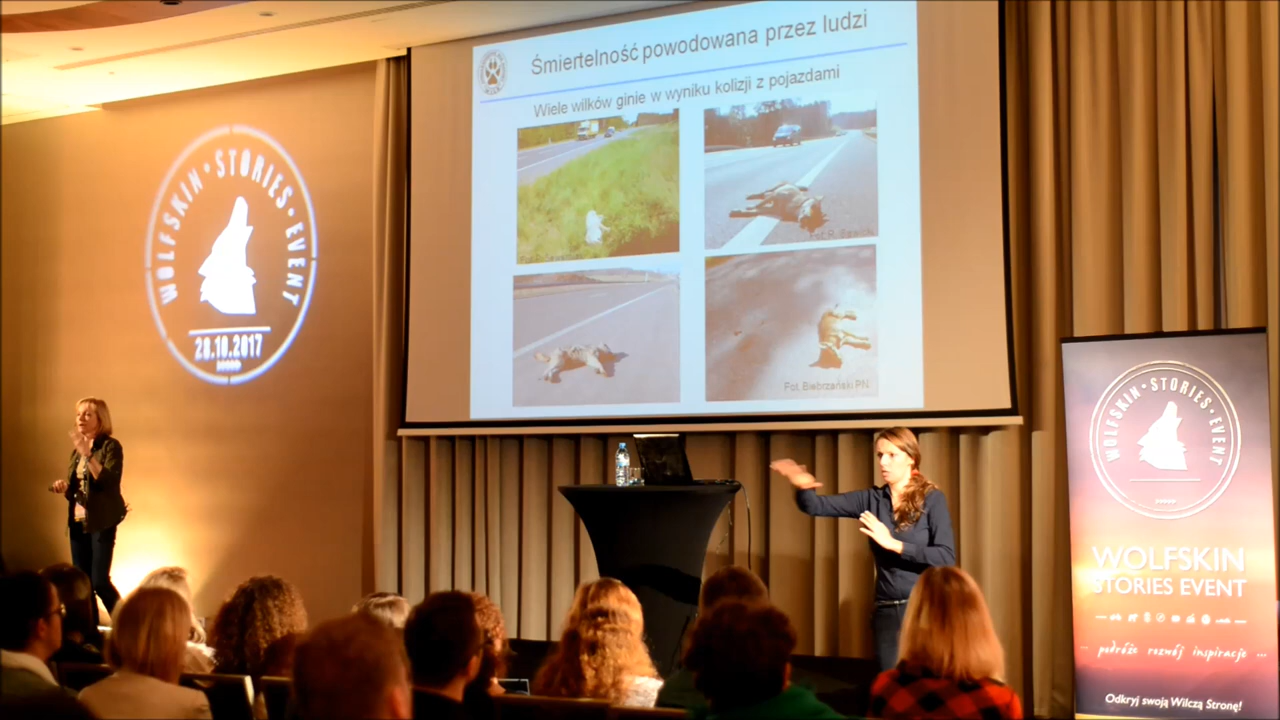 WOLFSKIN • STORIES • EVENT
28.10.2017
Śmiertelność powodowana przez ludzi
Wiele wilków ginie w wyniku kolizji z pojazdami
Fot. Biebrzański PN
WOLFSKIN • STORIES • EVENT
WOLFSKIN
STORIES EVENT
podróże rozwój inspiracje ...
Odkryj swoją Wilczą Stronę!